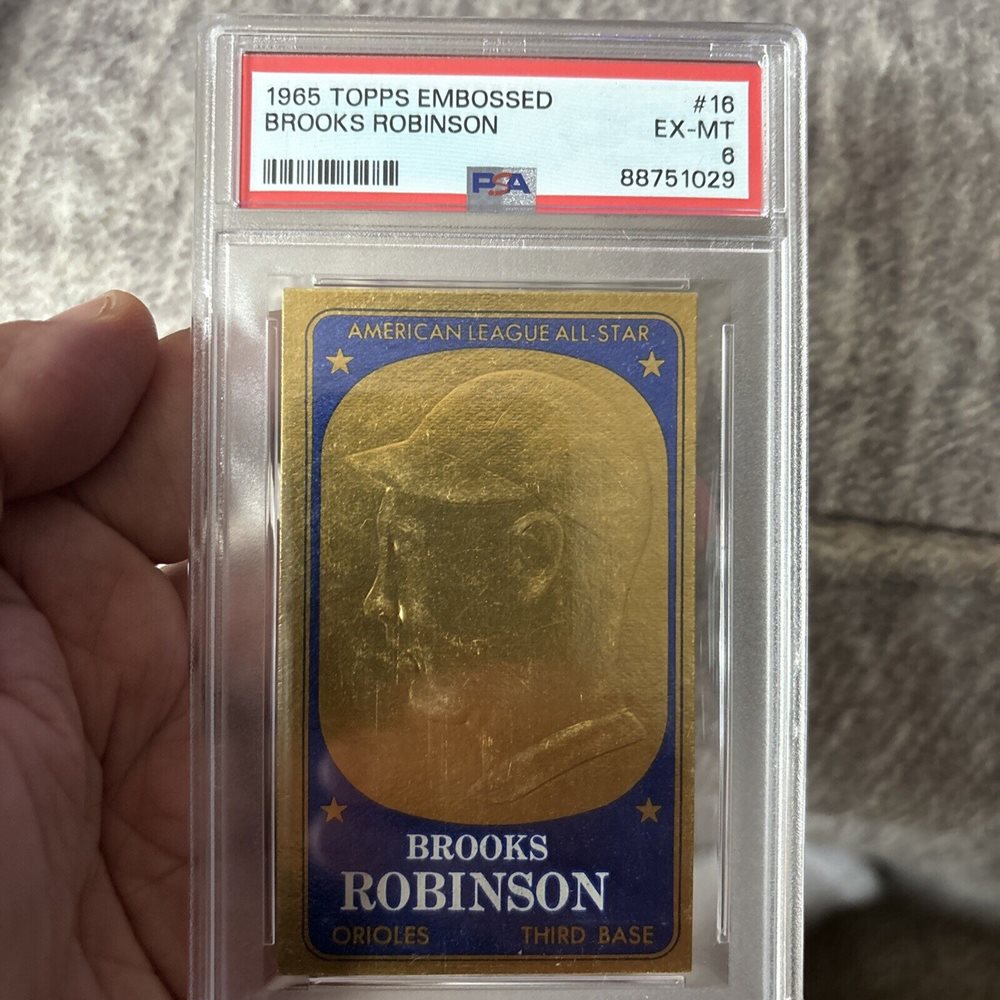 1965 TOPPS EMBOSSED #16
BROOKS ROBINSON EX-MT
6
PSA 88751029
AMERICAN LEAGUE ALL-STAR
BROOKS
ROBINSON
ORIOLES THIRD BASE